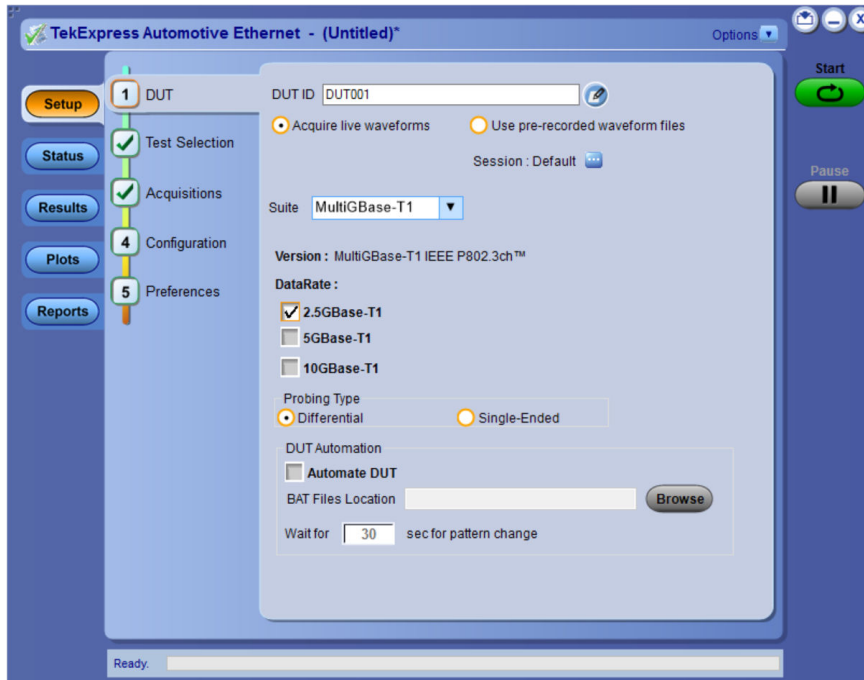 TekExpress Automotive Ethernet - (Untitled)*
Options
Start
Pause
Setup
Status
Results
Plots
Reports
1 DUT
Test Selection
Acquisitions
4 Configuration
5 Preferences
DUT ID DUT001
Acquire live waveforms Use pre-recorded waveform files
Session : Default
Suite MultiGBase-T1
Version : MultiGBase-T1 IEEE P802.3ch™
DataRate :
2.5GBase-T1
5GBase-T1
10GBase-T1
Probing Type
Differential Single-Ended
DUT Automation
Automate DUT
BAT Files Location Browse
Wait for 30 sec for pattern change
Ready.